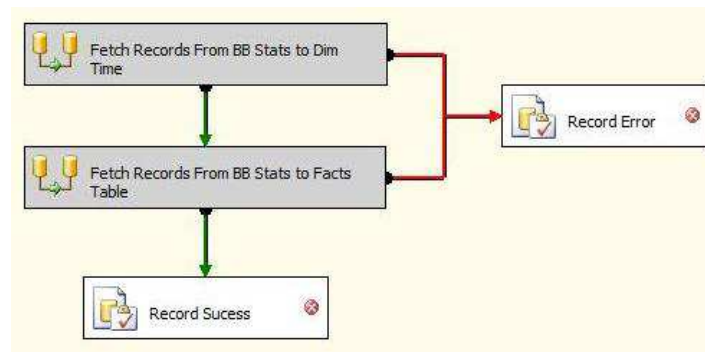 Fetch Records From BB Stats to Dim
Time
Record Error
Fetch Records From BB Stats to Facts
Table
Record Sucess